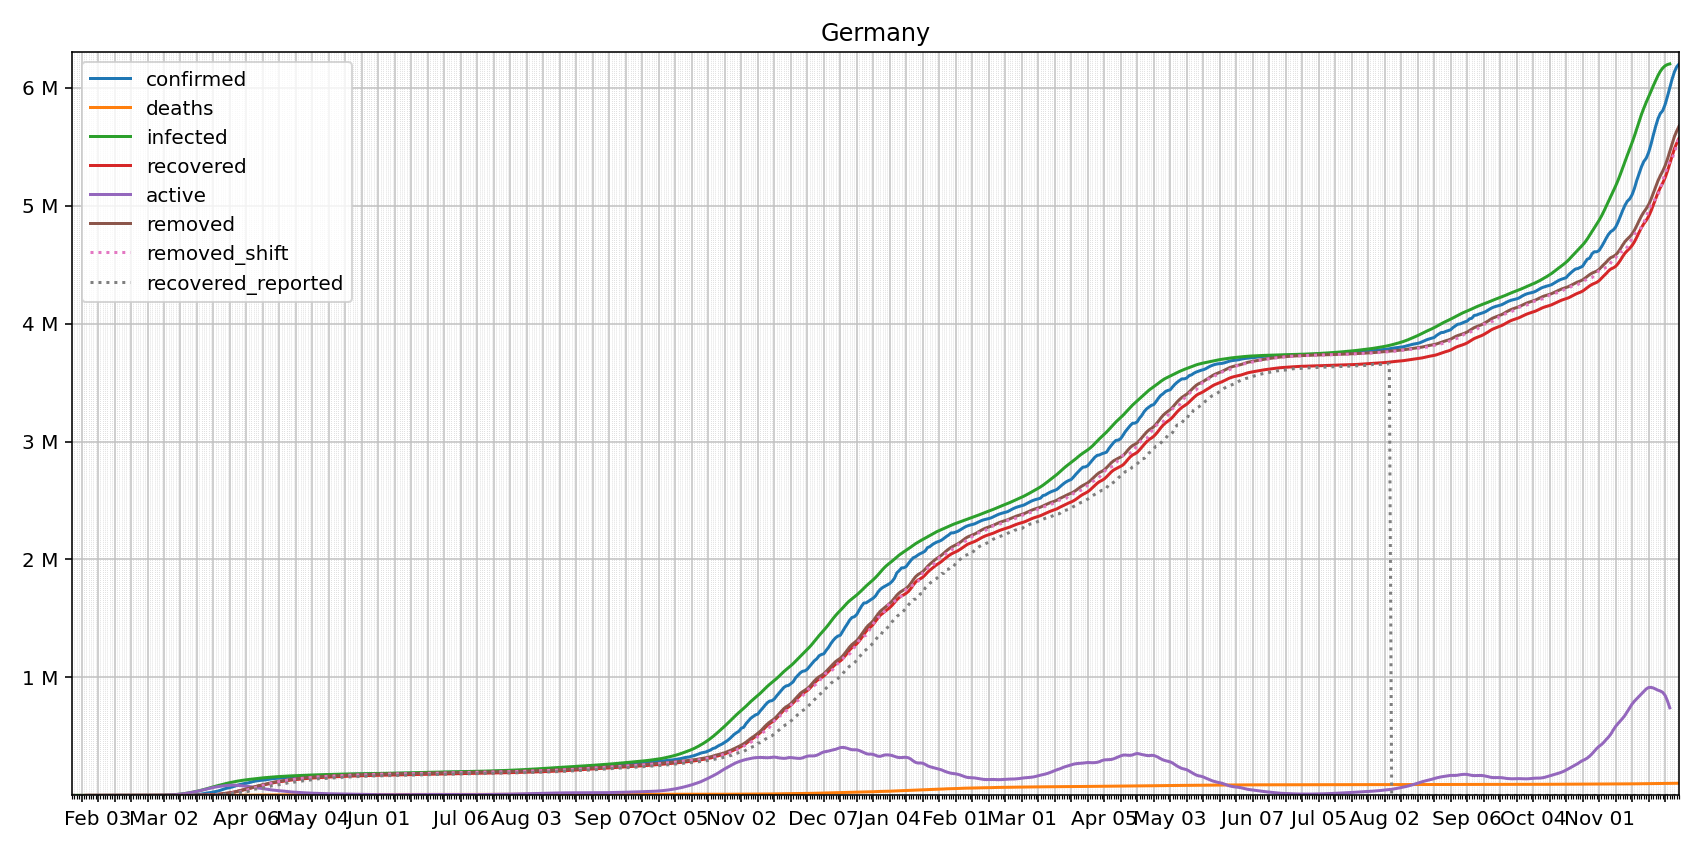 Germany
confirmed
deaths
infected
recovered
active
removed
removed_shift
recovered_reported
6 M
5 M
4 M
3 M
2 M
1 M
Feb 03 Mar 02 Apr 06 May 04 Jun 01 Jul 06 Aug 03 Sep 07 Oct 05 Nov 02 Dec 07 Jan 04 Feb 01 Mar 01 Apr 05 May 03 Jun 07 Jul 05 Aug 02 Sep 06 Oct 04 Nov 01